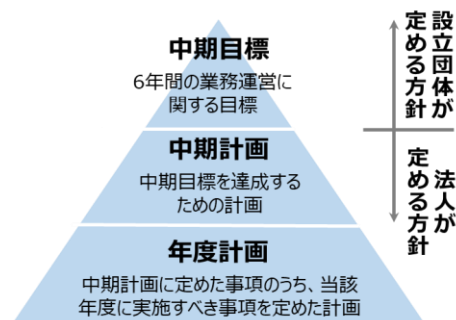 中期目標
6年間の業務運営に
関する目標
中期計画
中期目標を達成する
ための計画
年度計画
中期計画に定めた事項のうち、当該
年度に実施すべき事項を定めた計画
設立団体が
定める方針
法人が
定める方針